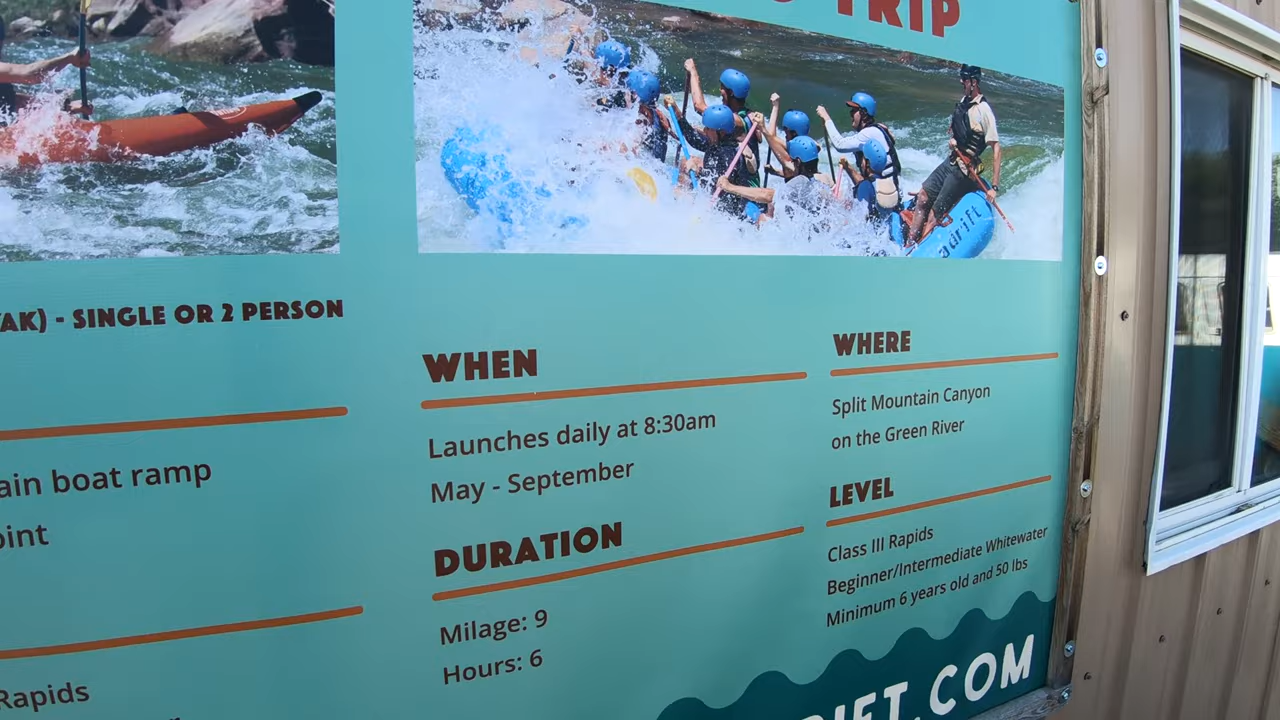 TRIP
adrift
YAK) - SINGLE OR 2 PERSON
ain boat ramp
oint
Rapids
WHEN
Launches daily at 8:30am
May - September
DURATION
Milage: 9
Hours: 6
WHERE
Split Mountain Canyon
on the Green River
LEVEL
Class III Rapids
Beginner/Intermediate Whitewater
Minimum 6 years old and 50 lbs
RIFT.COM